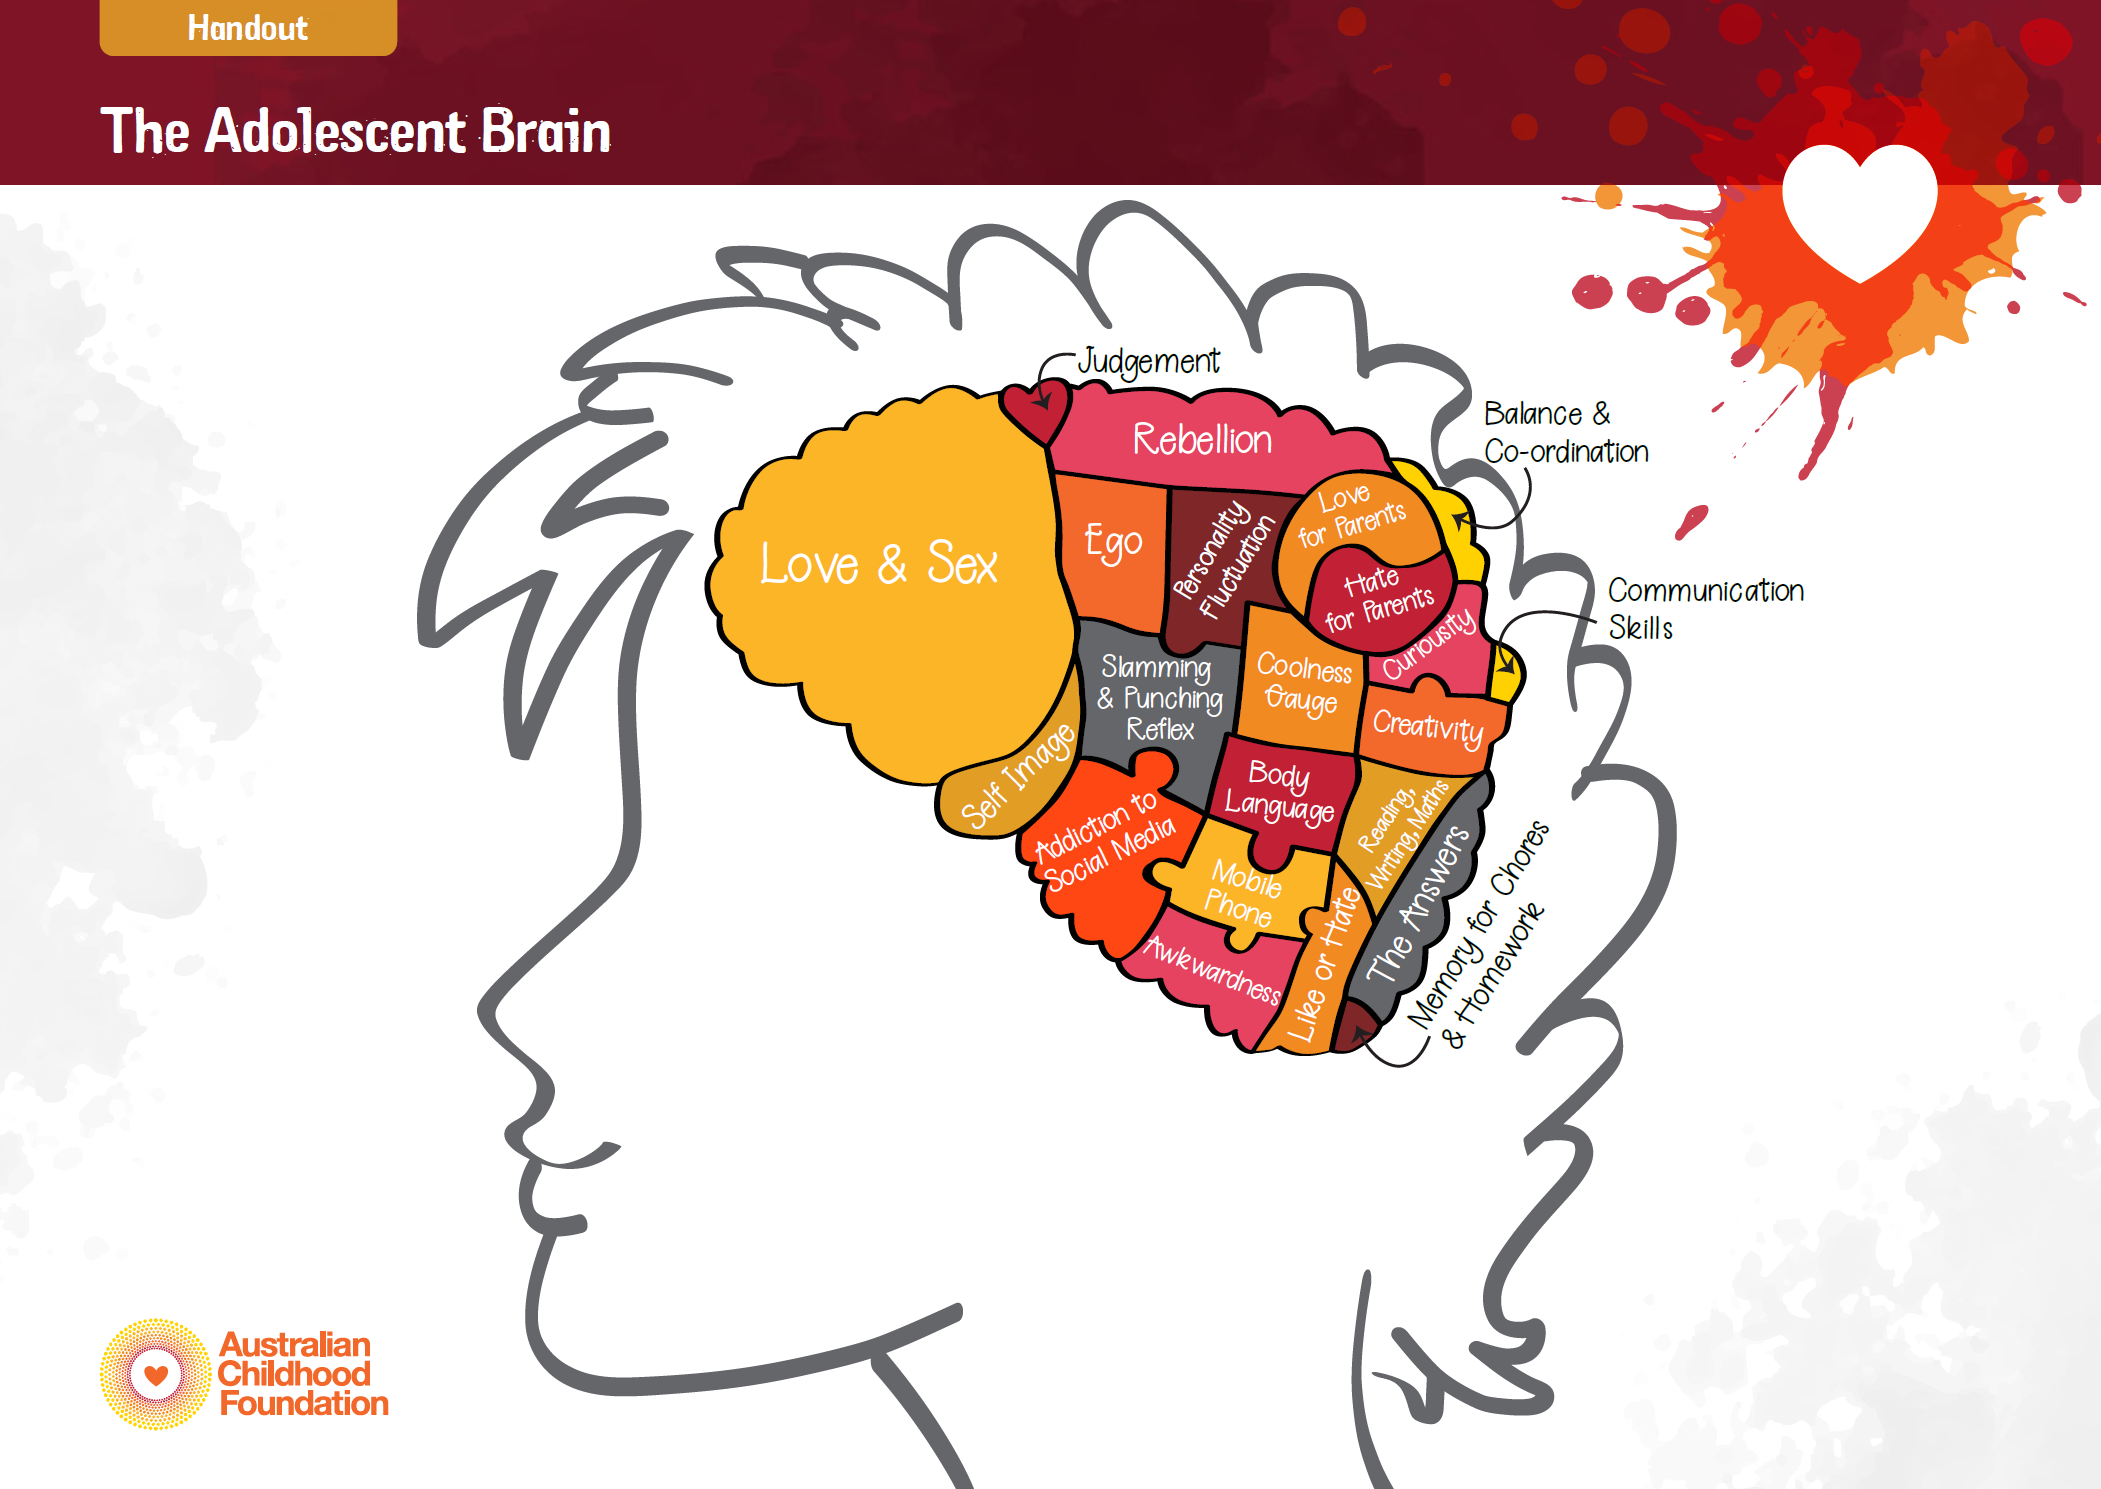 Handout
The Adolescent Brain
Judgement
Rebellion
Balance &
Co-ordination
Love
for Parents
Ego
Personality
Fluctuation
Love & Sex
Hate
for Parents
Communication
Skills
Curiousity
Slamming
& Punching
Reflex
Coolness
Gauge
Creativity
Self Image
Body
Language
Reading,
Writing, Maths
Addiction to
Social Media
Mobile
Phone
The Answers
Memory for Chores
& Homework
Like or Hate
Awkwardness
Australian
Childhood
Foundation